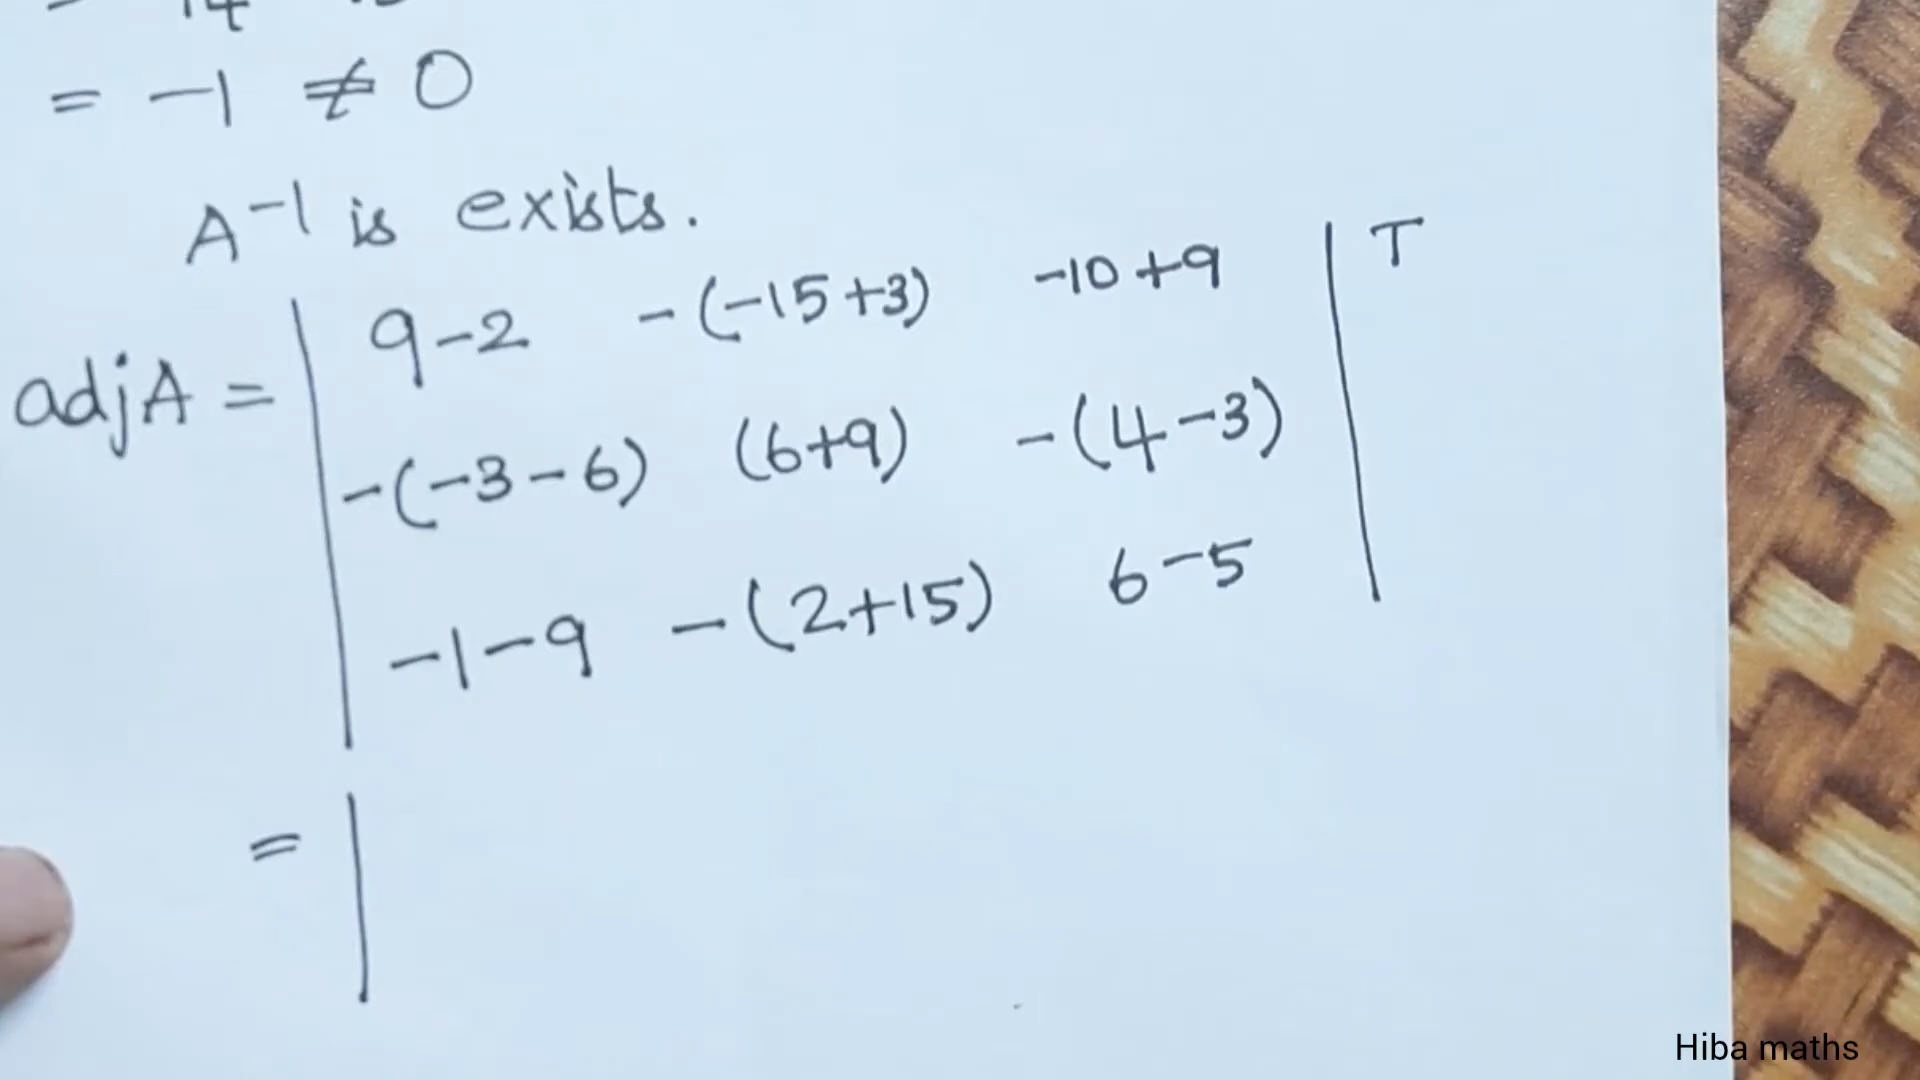 = -1 ≠ 0
A⁻¹ is exists.
adjA = | 9-2 -(-15+3) -10+9 | T
-(-3-6) (6+9) -(4-3)
-1-9 -(2+15) 6-5
= |
Hiba maths